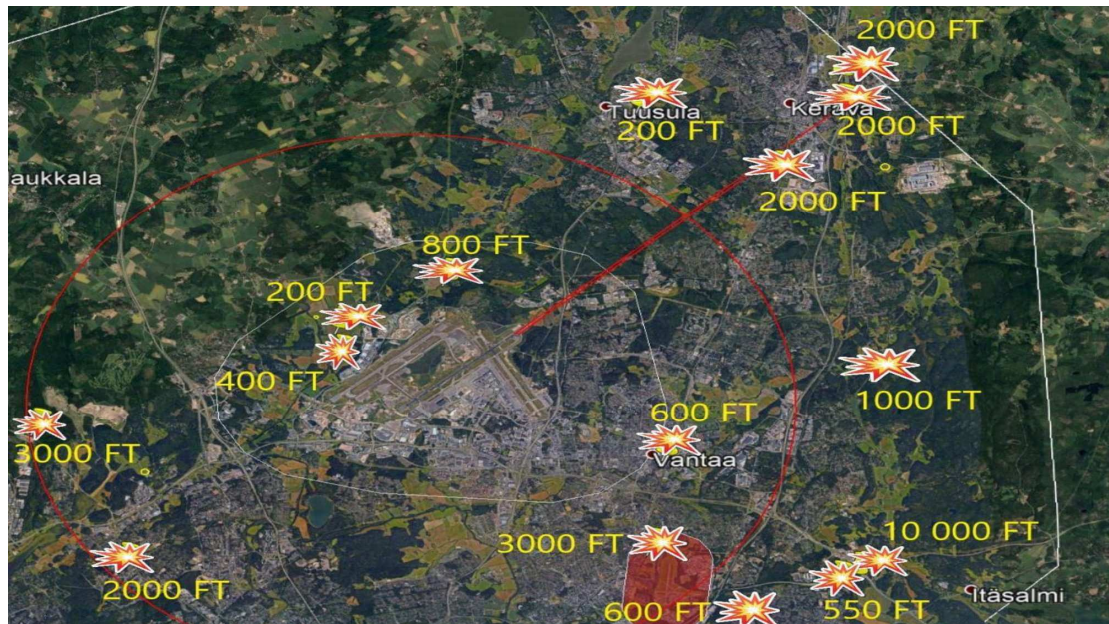 2000 FT
Tuusula
Kerava
200 FT
2000 FT
aukkala
2000 FT
800 FT
200 FT
400 FT
1000 FT
600 FT
3000 FT
Vantaa
3000 FT
10 000 FT
2000 FT
600 FT
550 FT
Itäsalmi